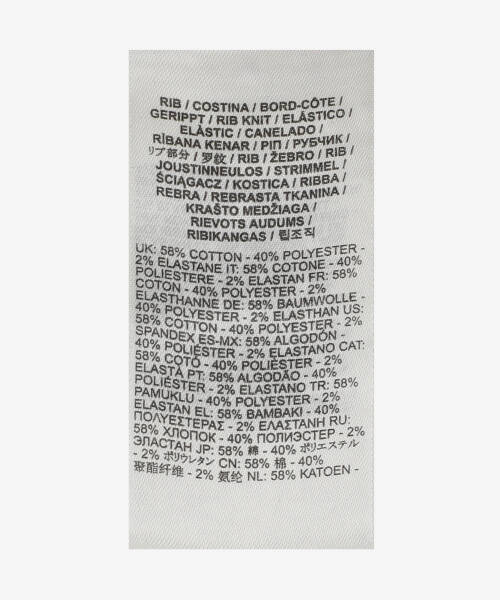 RIB / COSTINA / BORD-CÔTE /
GERIPPT / RIB KNIT / ELÁSTICO /
ELÀSTIC / CANELADO /
RİBANA KENAR / ΡΙΠ / РУБЧИК /
リブ部分 / 罗纹 / RIB / ŽEBRO / RIB /
JOUSTINNEULOS / STRIMMEL /
ŚCIĄGACZ / KOSTICA / RIBBA /
REBRA / REBRASTA TKANINA /
KRAŠTO MEDŽIAGA /
RIEVOTS AUDUMS /
RIBIKANGAS / 립조직
UK: 58% COTTON - 40% POLYESTER -
2% ELASTANE IT: 58% COTONE - 40%
POLIESTERE - 2% ELASTAN FR: 58%
COTON - 40% POLYESTER - 2%
ELASTHANNE DE: 58% BAUMWOLLE -
40% POLYESTER - 2% ELASTHAN US:
58% COTTON - 40% POLYESTER - 2%
SPANDEX ES-MX: 58% ALGODÓN -
40% POLIÉSTER - 2% ELASTANO CAT:
58% COTÓ - 40% POLIÈSTER - 2%
ELASTÀ PT: 58% ALGODÃO - 40%
POLIÉSTER - 2% ELASTANO TR: 58%
PAMUKLU - 40% POLYESTER - 2%
ELASTAN EL: 58% ΒΑΜΒΑΚΙ - 40%
ΠΟΛΥΕΣΤΕΡΑΣ - 2% ΕΛΑΣΤΑΝΗ RU:
58% ХЛОПОК - 40% ПОЛИЭСТЕР - 2%
ЭЛАСТАН JP: 58% 綿 - 40% ポリエステル
- 2% ポリウレタン CN: 58% 棉 - 40%
聚酯纤维 - 2% 氨纶 NL: 58% KATOEN -